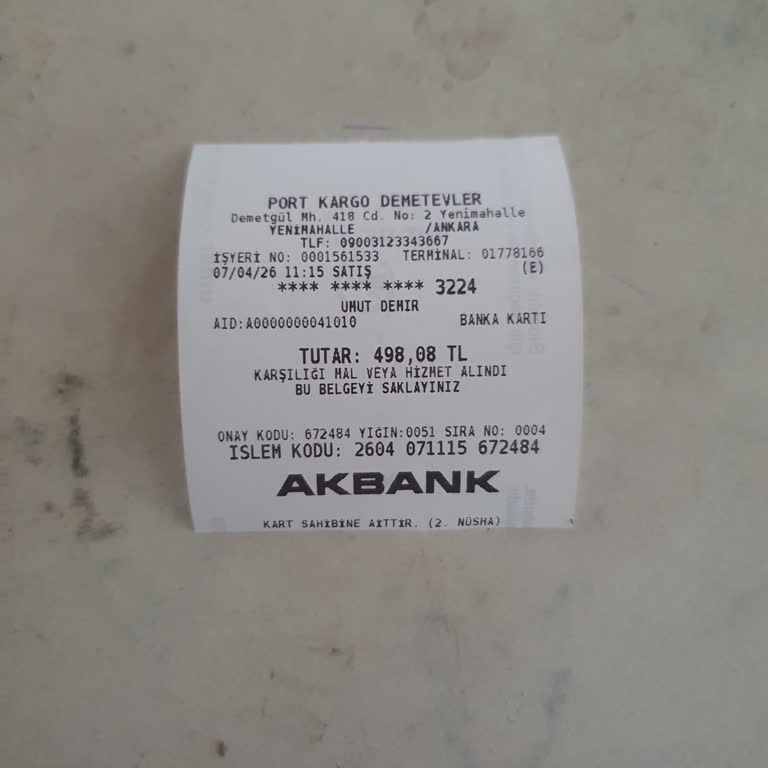 PORT KARGO DEMETEVLER
Demetgül Mh. 418 Cd. No: 2 Yenimahalle
YENİMAHALLE /ANKARA
TLF: 09003123343667
İŞYERİ NO: 0001561533 TERMİNAL: 01778166
07/04/26 11:15 SATIŞ (E)
**** **** **** 3224
UMUT DEMIR
AID:A0000000041010 BANKA KARTI
TUTAR: 498,08 TL
KARŞILIĞI MAL VEYA HİZMET ALINDI
BU BELGEYİ SAKLAYINIZ
ONAY KODU: 672484 YIGIN:0051 SIRA NO: 0004
ISLEM KODU: 2604 071115 672484
AKBANK
KART SAHİBİNE AİTTİR. (2. NÜSHA)